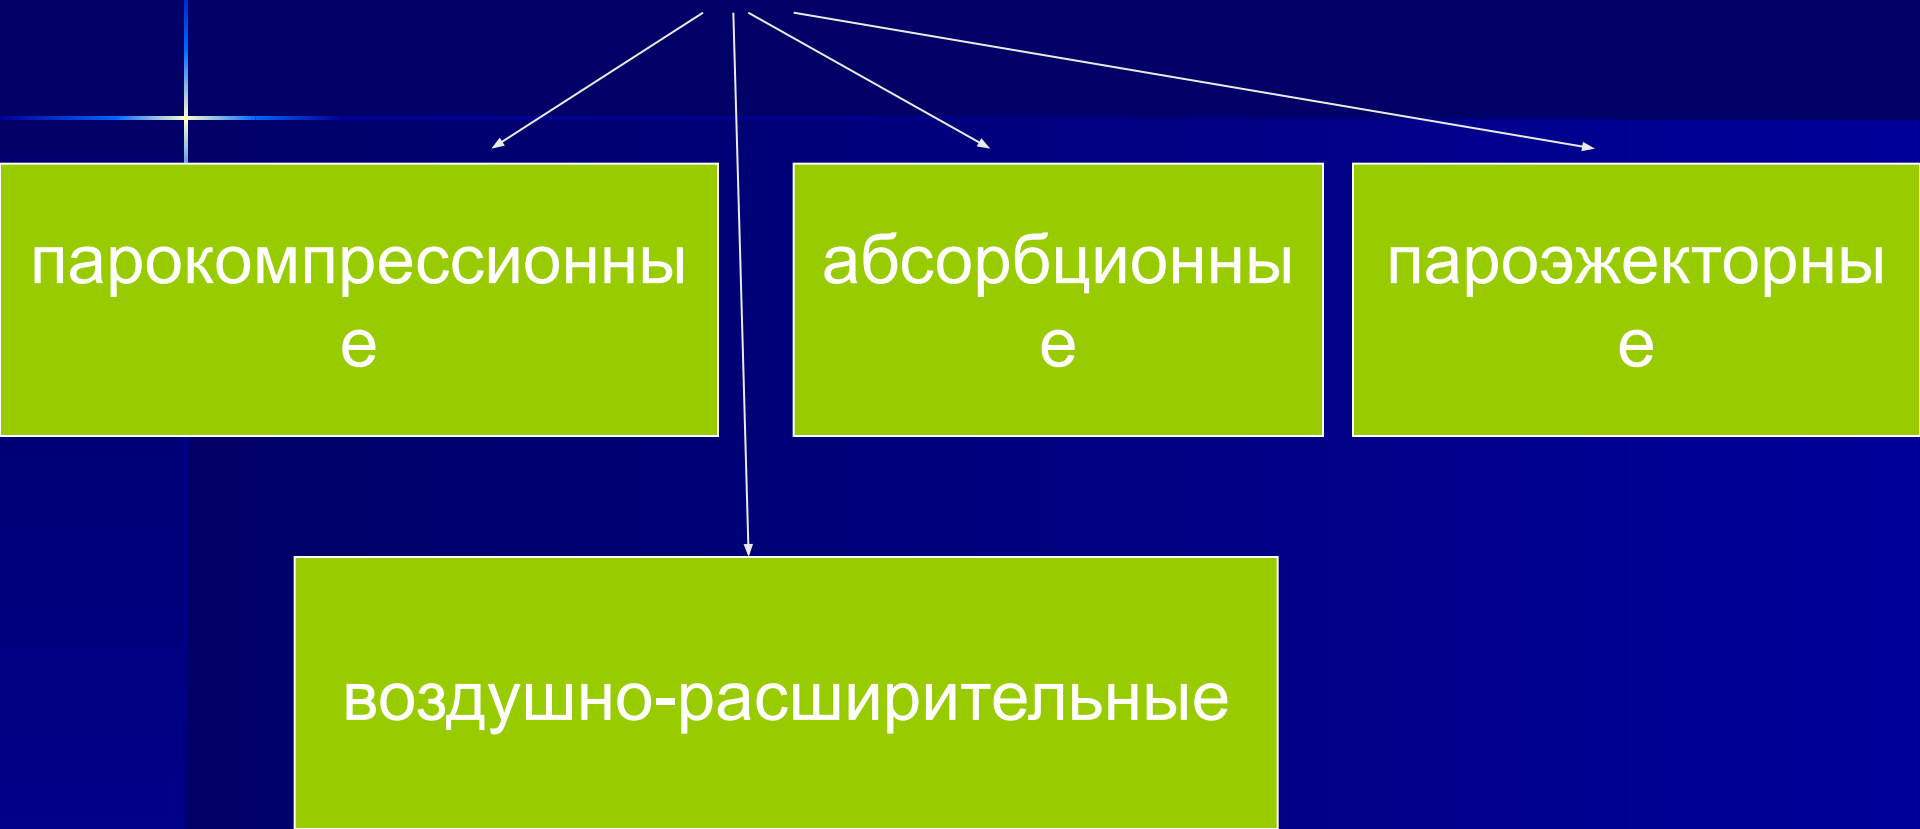 парокомпрессионны
е
абсорбционны
е
пароэжекторны
е
воздушно-расширительные